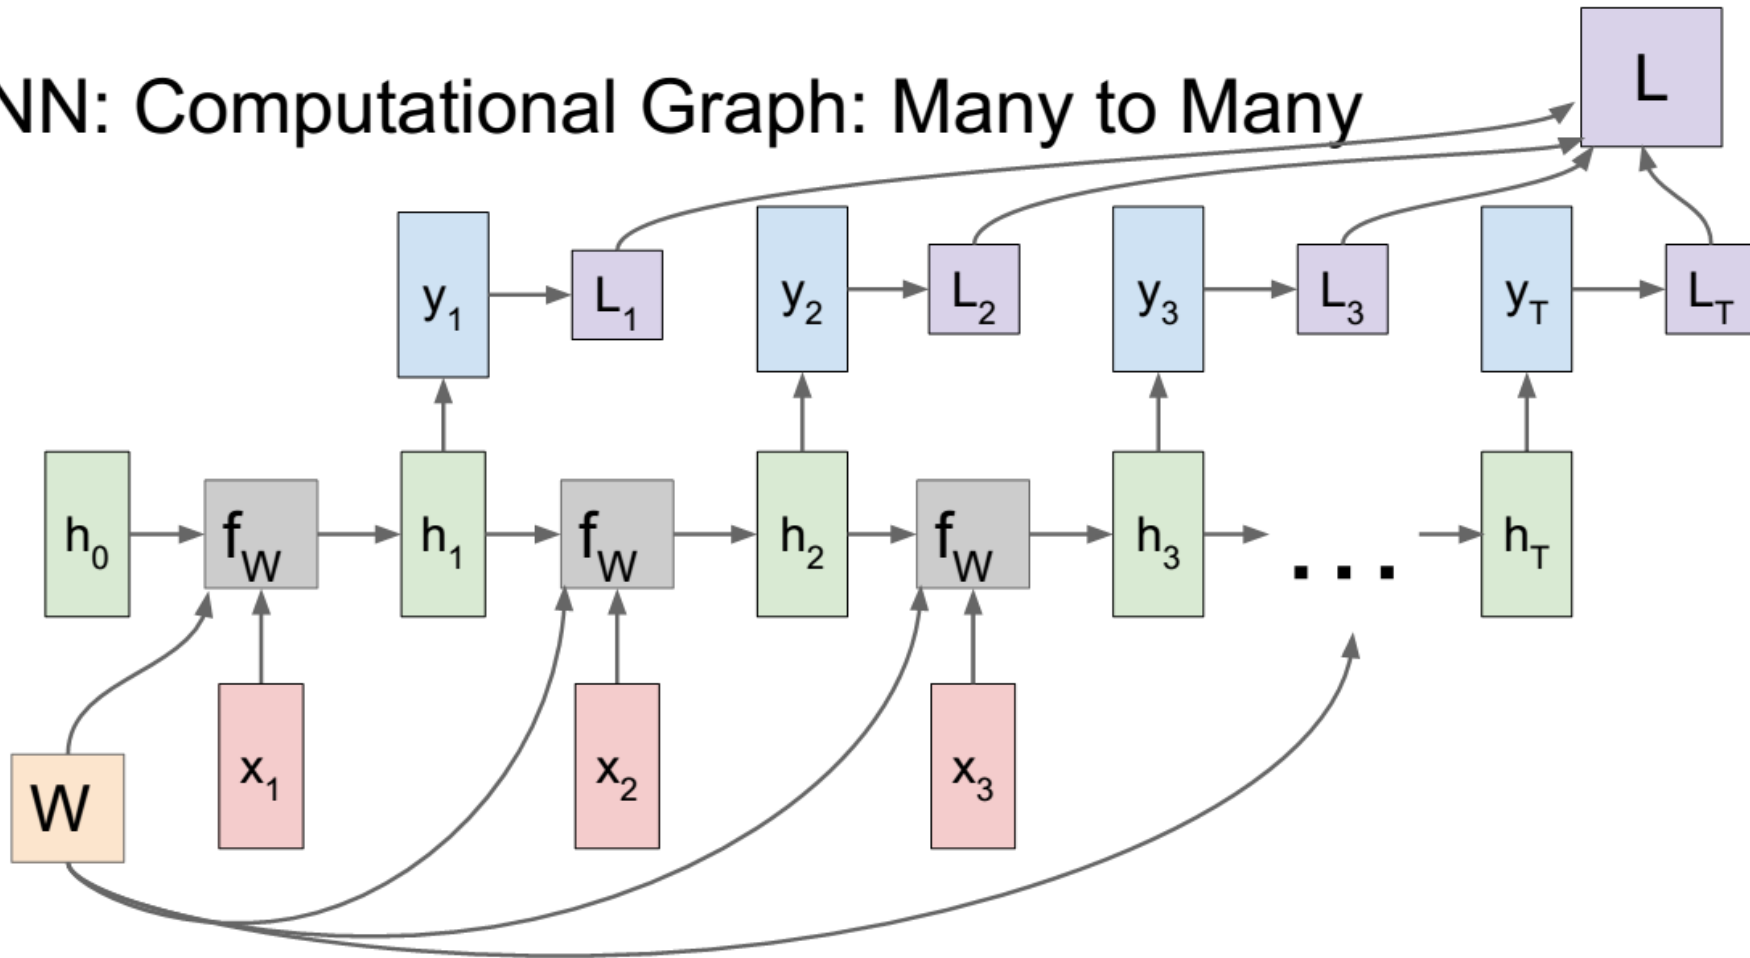 NN: Computational Graph: Many to Many
L
y1 L1 y2 L2 y3 L3 yT LT
h0 fW h1 fW h2 fW h3 ... hT
W x1 x2 x3